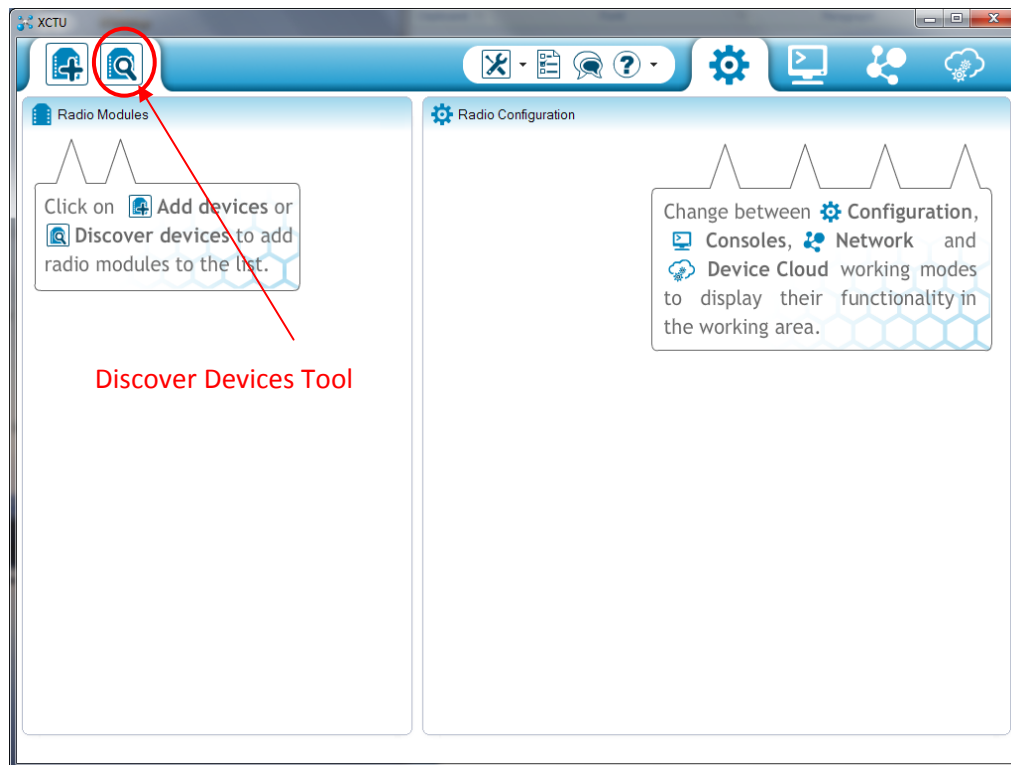 XCTU
Radio Modules
Radio Configuration
Click on Add devices or
Discover devices to add
radio modules to the list.
Change between Configuration,
Consoles, Network and
Device Cloud working modes
to display their functionality in
the working area.
Discover Devices Tool